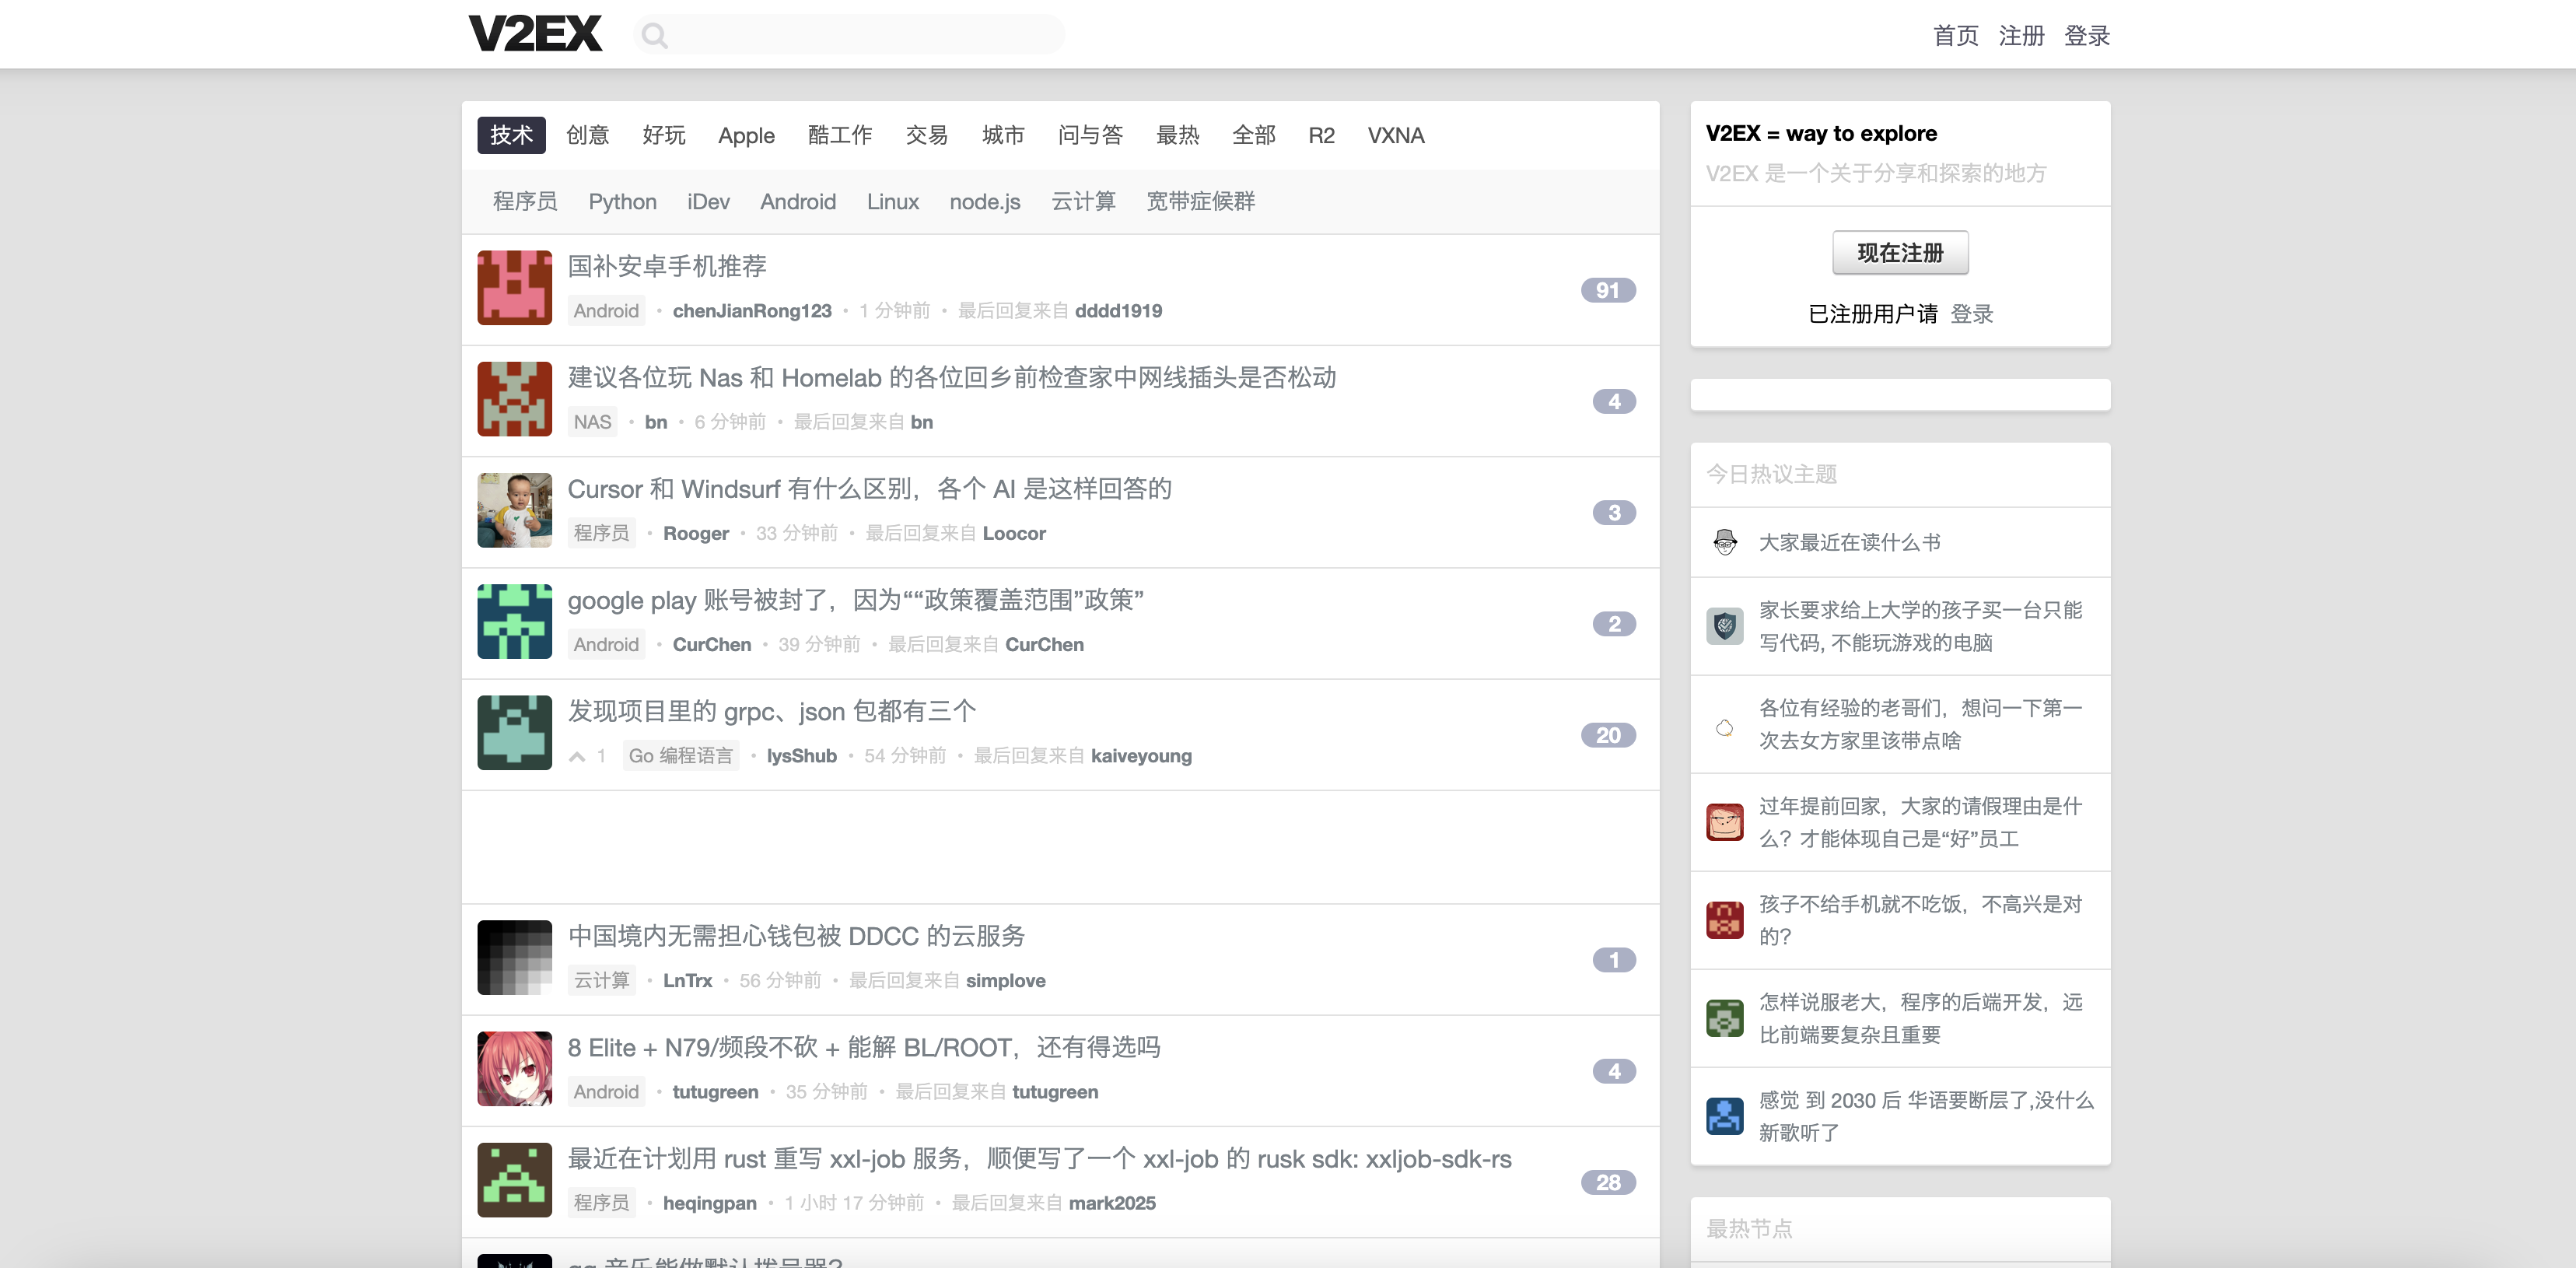 V2EX
首页 注册 登录
技术 创意 好玩 Apple 酷工作 交易 城市 问与答 最热 全部 R2 VXNA
程序员 Python iDev Android Linux node.js 云计算 宽带症候群
国补安卓手机推荐
91
Android • chenJianRong123 • 1 分钟前 • 最后回复来自 dddd1919
建议各位玩 Nas 和 Homelab 的各位回乡前检查家中网线插头是否松动
4
NAS • bn • 6 分钟前 • 最后回复来自 bn
Cursor 和 Windsurf 有什么区别，各个 AI 是这样回答的
3
程序员 • Rooger • 33 分钟前 • 最后回复来自 Loocor
google play 账号被封了，因为““政策覆盖范围”政策”
2
Android • CurChen • 39 分钟前 • 最后回复来自 CurChen
发现项目里的 grpc、json 包都有三个
20
1 Go 编程语言 • lysShub • 54 分钟前 • 最后回复来自 kaiveyoung
中国境内无需担心钱包被 DDCC 的云服务
1
云计算 • LnTrx • 56 分钟前 • 最后回复来自 simplove
8 Elite + N79/频段不砍 + 能解 BL/ROOT，还有得选吗
4
Android • tutugreen • 35 分钟前 • 最后回复来自 tutugreen
最近在计划用 rust 重写 xxl-job 服务，顺便写了一个 xxl-job 的 rusk sdk: xxljob-sdk-rs
28
程序员 • heqingpan • 1 小时 17 分钟前 • 最后回复来自 mark2025
qq 音乐能做默认拨号器?
V2EX = way to explore
V2EX 是一个关于分享和探索的地方
现在注册
已注册用户请 登录
今日热议主题
大家最近在读什么书
家长要求给上大学的孩子买一台只能
写代码, 不能玩游戏的电脑
各位有经验的老哥们，想问一下第一
次去女方家里该带点啥
过年提前回家，大家的请假理由是什
么？才能体现自己是“好”员工
孩子不给手机就不吃饭，不高兴是对
的？
怎样说服老大，程序的后端开发，远
比前端要复杂且重要
感觉 到 2030 后 华语要断层了,没什么
新歌听了
最热节点